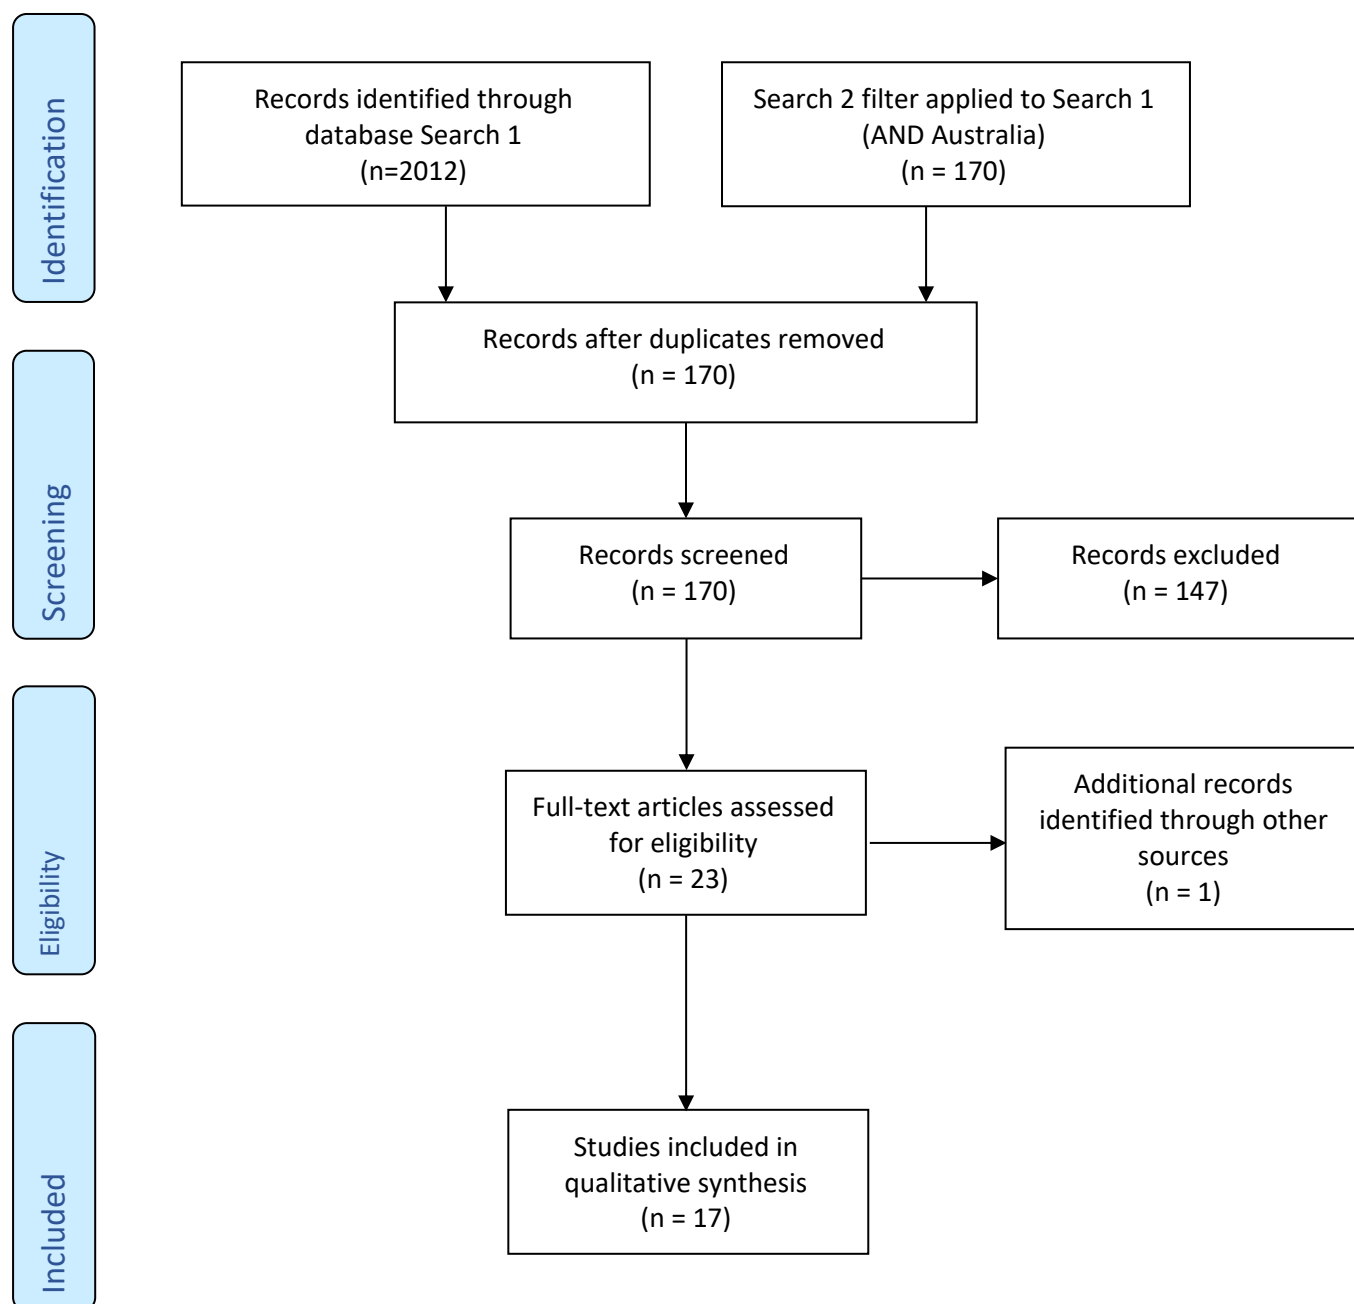 Identification
Records identified through
database Search 1
(n=2012)
Search 2 filter applied to Search 1
(AND Australia)
(n = 170)
Records after duplicates removed
(n = 170)
Screening
Records screened
(n = 170)
Records excluded
(n = 147)
Eligibility
Full-text articles assessed
for eligibility
(n = 23)
Additional records
identified through other
sources
(n = 1)
Included
Studies included in
qualitative synthesis
(n = 17)